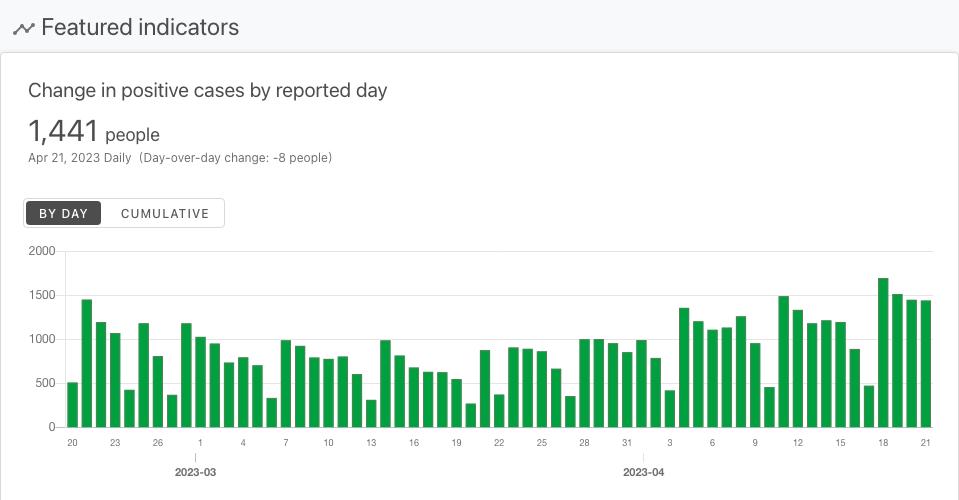 Featured indicators
Change in positive cases by reported day
1,441 people
Apr 21, 2023 Daily (Day-over-day change: -8 people)
BY DAY CUMULATIVE
2000
1500
1000
500
0
20 23 26 1 4 7 10 13 16 19 22 25 28 31 3 6 9 12 15 18 21
2023-03 2023-04